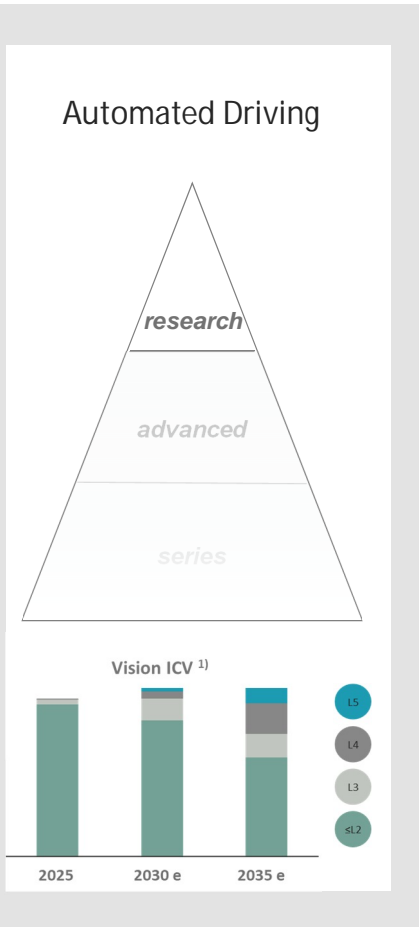 Automated Driving
research
advanced
series
Vision ICV 1)
L5
L4
L3
≤L2
2025 2030 e 2035 e